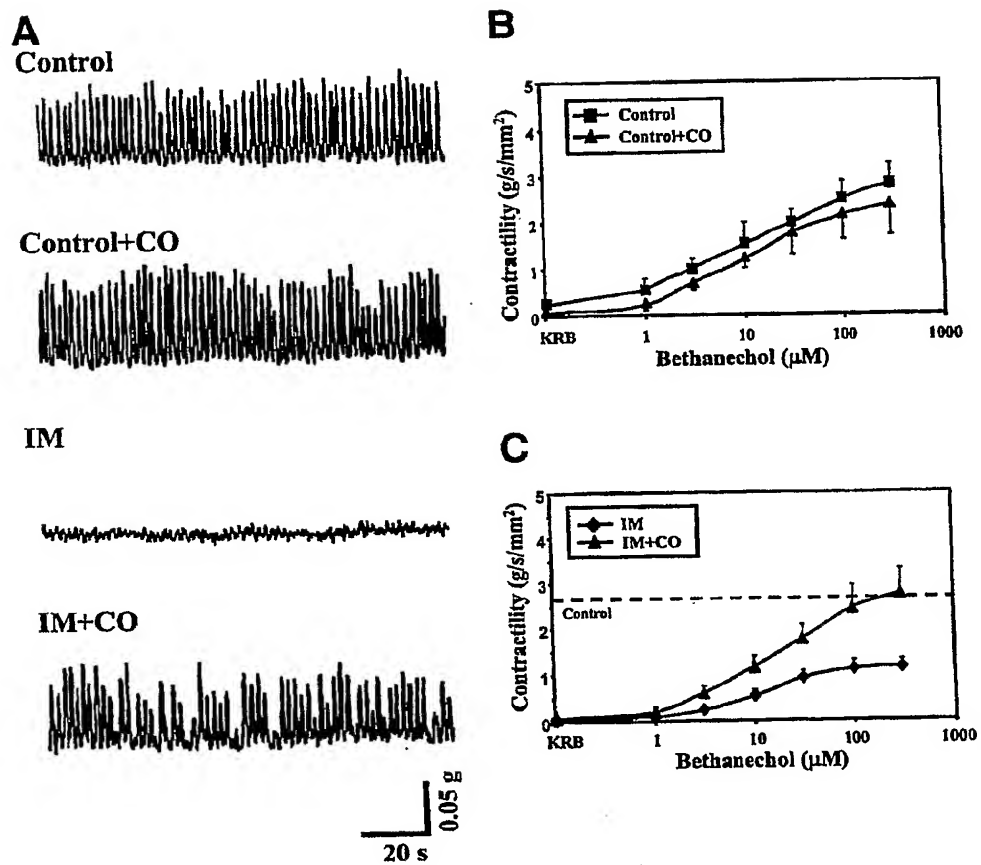 A
Control
Control+CO
IM
IM+CO
0.05 g
20 s
B
5
4
3
2
1
0
Contractility (g/s/mm²)
Control
Control+CO
KRB
1
10
100
1000
Bethanechol (µM)
C
5
4
3
2
1
0
Contractility (g/s/mm²)
IM
IM+CO
Control
KRB
1
10
100
1000
Bethanechol (µM)